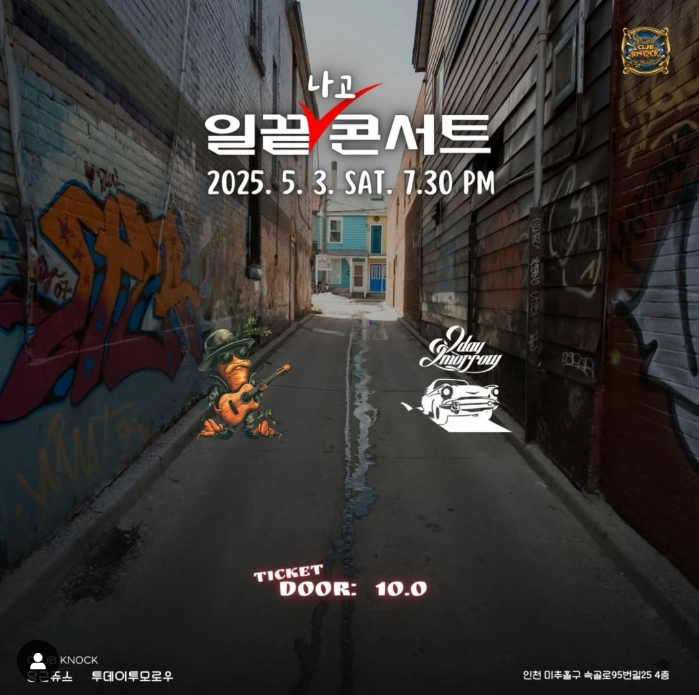 CLUB KNOCK
나고
일끝 콘서트
2025. 5. 3. SAT. 7.30 PM
2day 2morrow
TICKET
DOOR: 10.0
KNOCK
투데이투모로우
인천 미추홀구 숙골로95번길25 4층